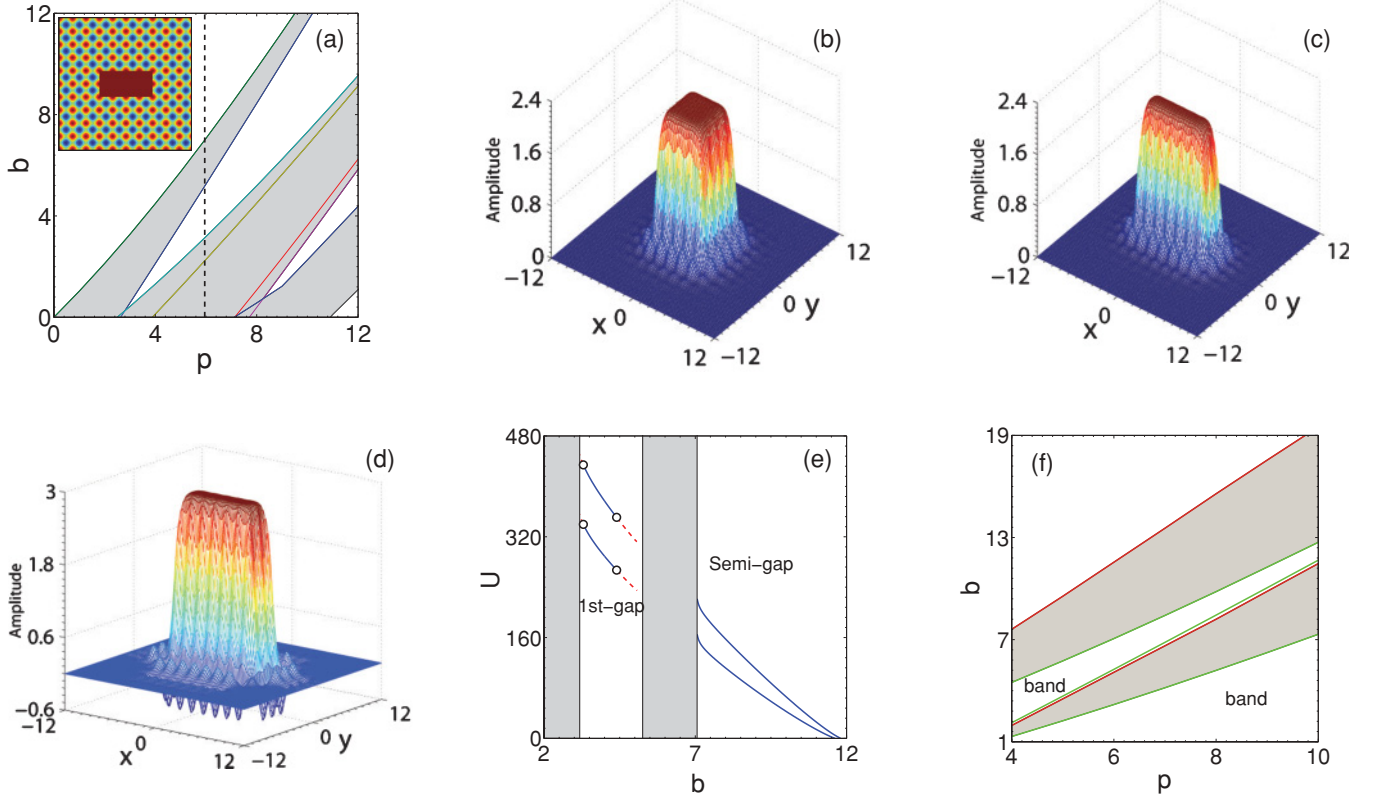 12
8
4
0
b
(a)
0
4
8
12
p
(b)
2.4
1.6
0.8
0
Amplitude
−12
x
0
12
−12
0
y
12
(c)
2.4
1.6
0.8
0
Amplitude
−12
x
0
12
−12
0
y
12
(d)
3
1.8
0.6
−0.6
Amplitude
−12
x
0
12
−12
0
y
12
480
320
160
0
U
(e)
Semi−gap
1st−gap
2
7
12
b
19
13
7
1
b
(f)
band
band
4
6
8
10
p